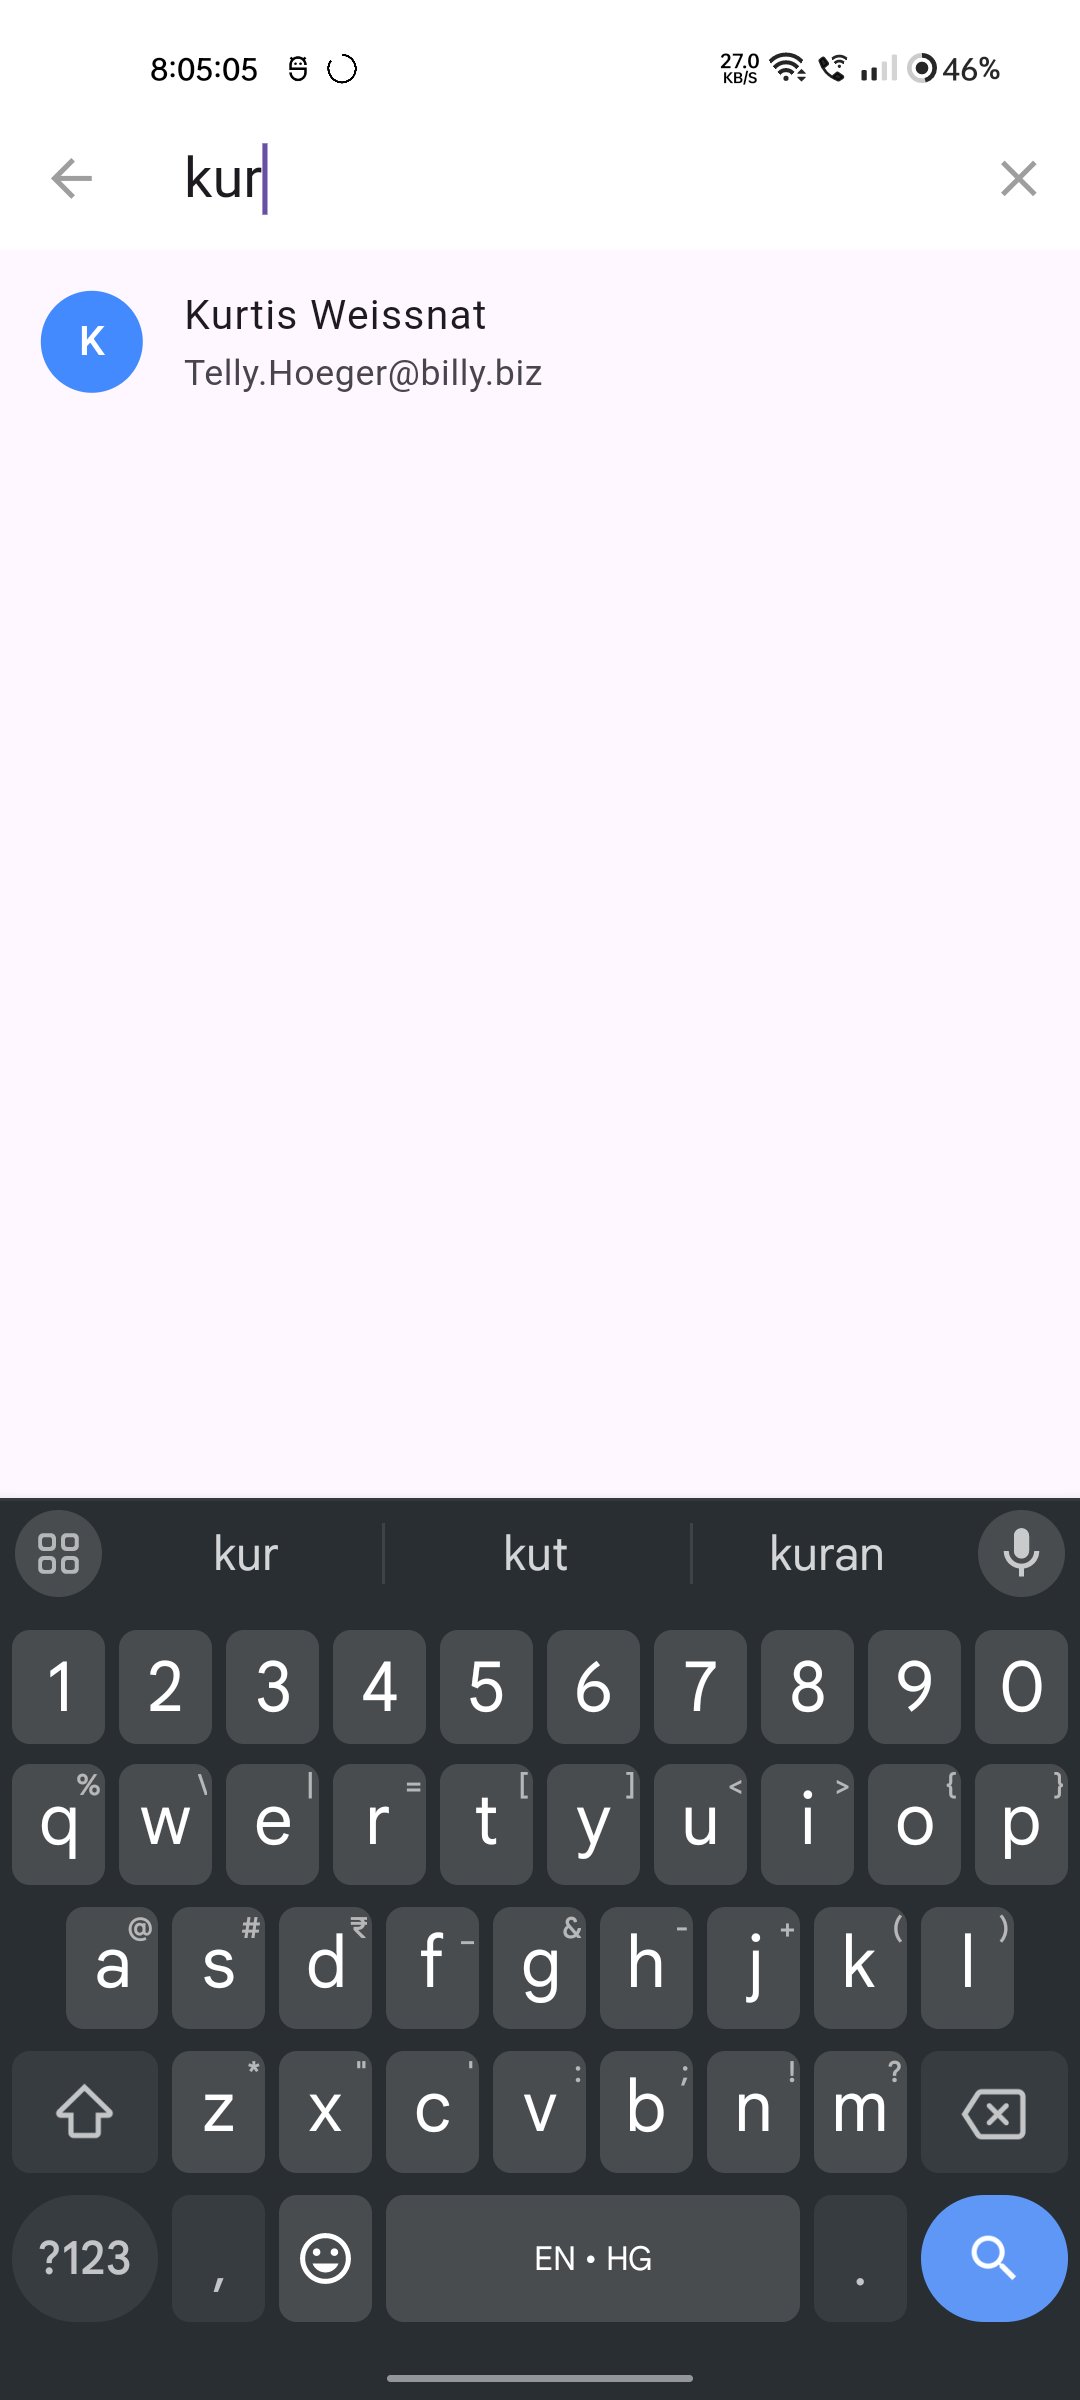 8:05:05 27.0 KB/S 46%
kur
K
Kurtis Weissnat
Telly.Hoeger@billy.biz
kur kut kuran
1 2 3 4 5 6 7 8 9 0
% \ | = [ ] < > { }
q w e r t y u i o p
@ # ₹ _ & - + ( )
a s d f g h j k l
* " ' : ; ! ?
z x c v b n m
?123 , EN • HG .